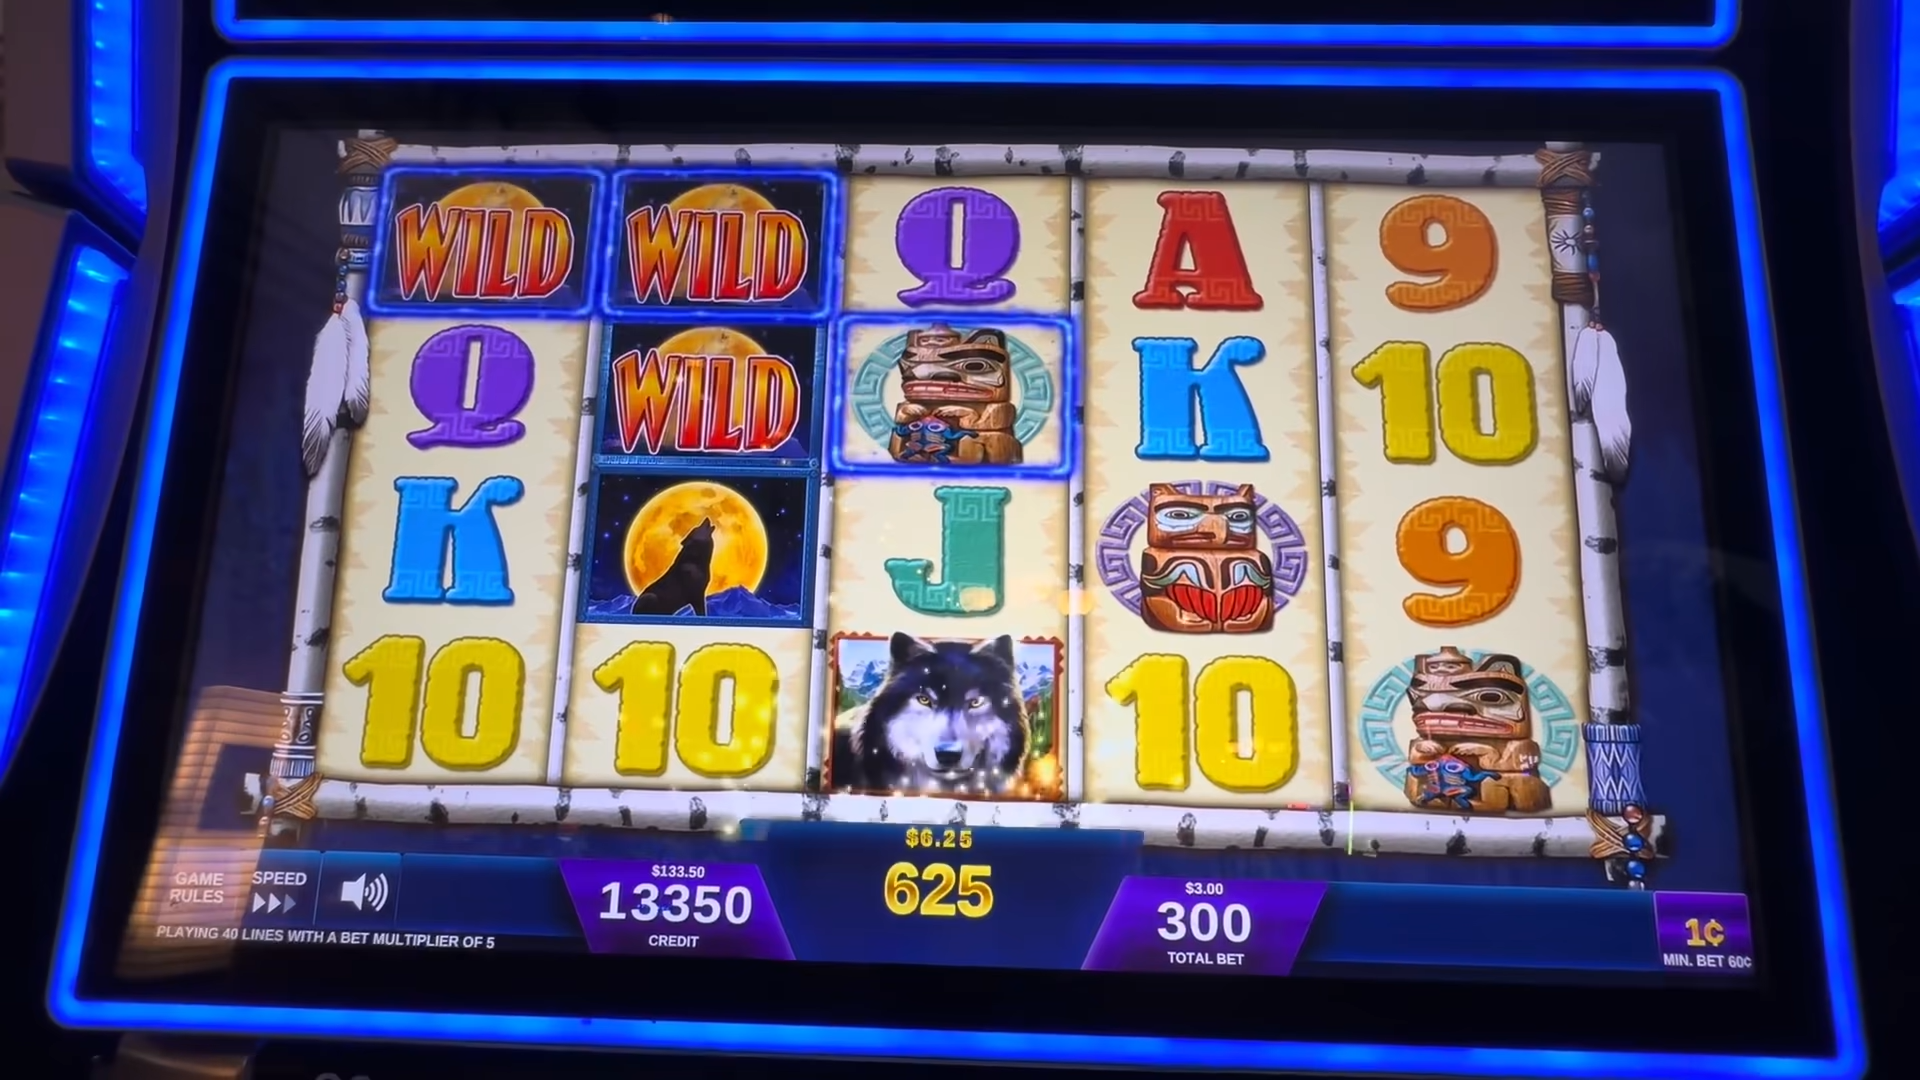 WILD WILD Q A 9
Q WILD K 10
K J 9
10 10 10
$6.25
625
$133.50
13350
CREDIT
$3.00
300
TOTAL BET
GAME
RULES
SPEED
PLAYING 40 LINES WITH A BET MULTIPLIER OF 5
1¢
MIN. BET 60¢